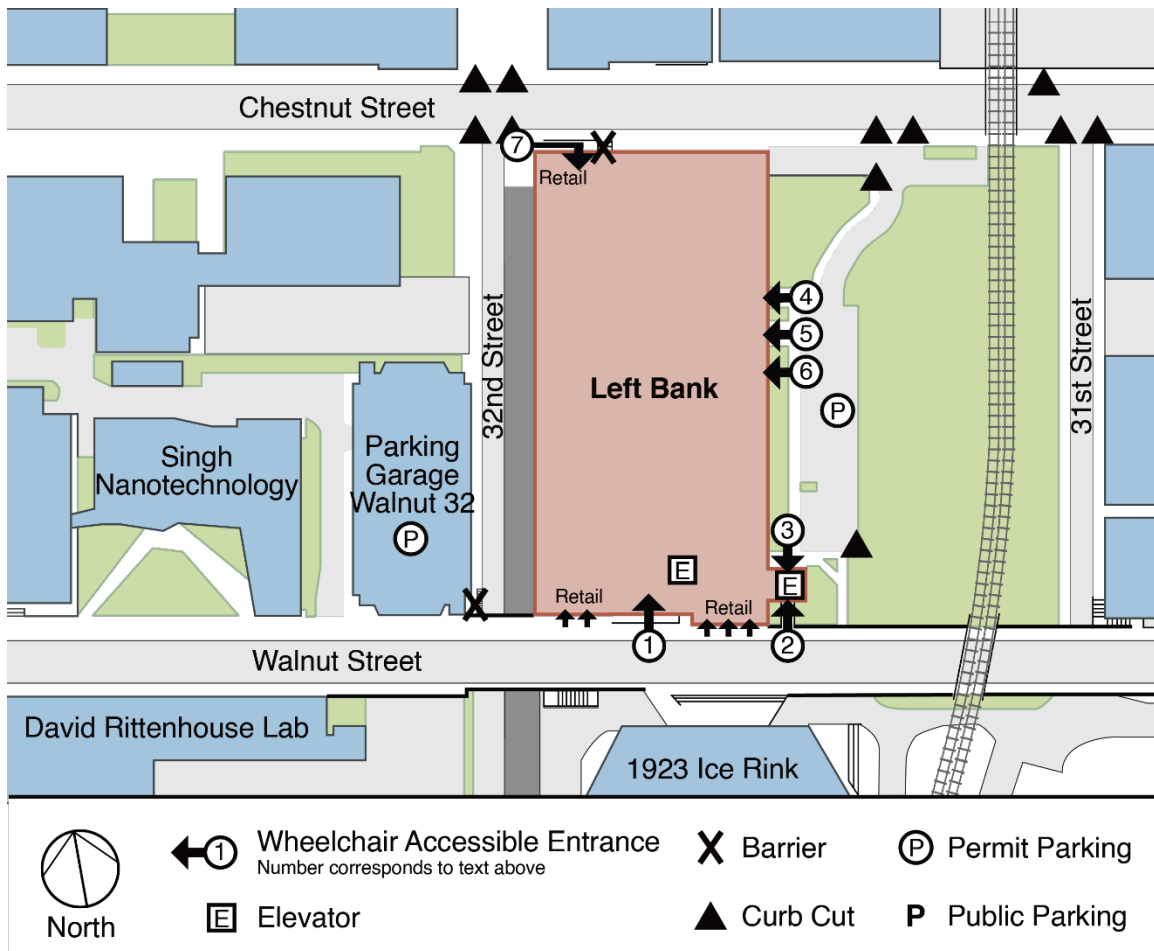 Chestnut Street
7
Retail
4
5
6
32nd Street
Left Bank
31st Street
P
Parking
Garage
Walnut 32
P
Singh
Nanotechnology
3
E
E
Retail
Retail
1
2
Walnut Street
David Rittenhouse Lab
1923 Ice Rink
North
1 Wheelchair Accessible Entrance
Number corresponds to text above
E Elevator
X Barrier
Curb Cut
P Permit Parking
P Public Parking